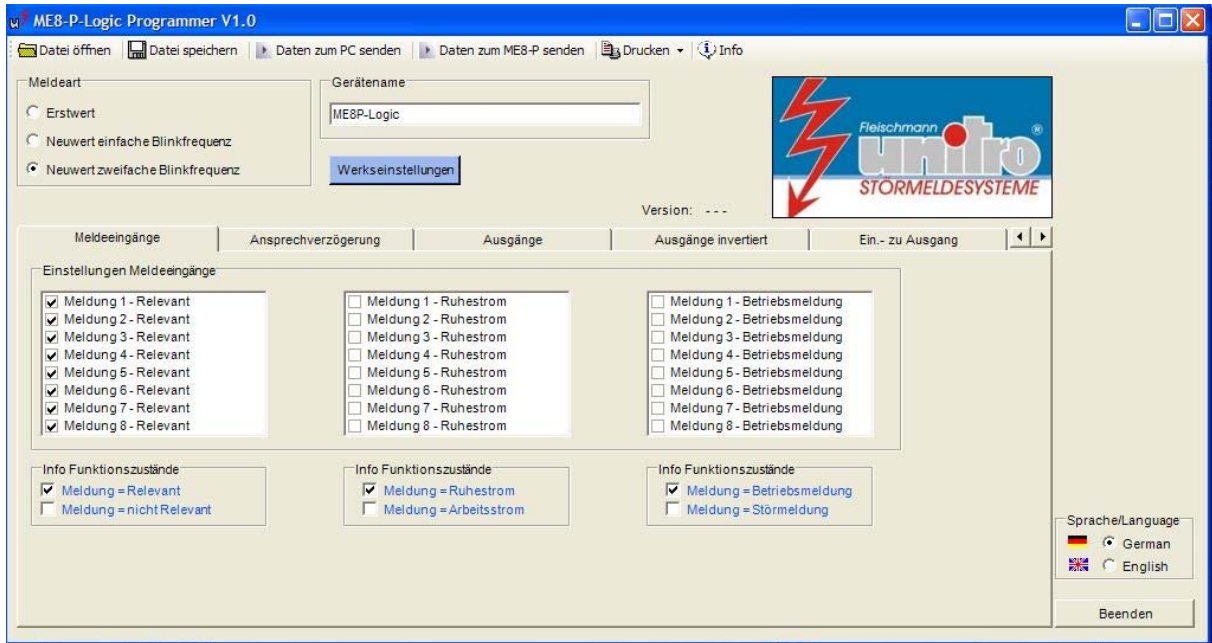 ME8-P-Logic Programmer V1.0
Datei öffnen Datei speichern Daten zum PC senden Daten zum ME8-P senden Drucken Info
Meldeart
Erstwert
Neuwert einfache Blinkfrequenz
Neuwert zweifache Blinkfrequenz
Gerätename
ME8P-Logic
Werkseinstellungen
Fleischmann
unitro ®
STÖRMELDESYSTEME
Version: - - -
Meldeeingänge Ansprechverzögerung Ausgänge Ausgänge invertiert Ein.- zu Ausgang
Einstellungen Meldeeingänge
Meldung 1 - Relevant
Meldung 2 - Relevant
Meldung 3 - Relevant
Meldung 4 - Relevant
Meldung 5 - Relevant
Meldung 6 - Relevant
Meldung 7 - Relevant
Meldung 8 - Relevant
Meldung 1 - Ruhestrom
Meldung 2 - Ruhestrom
Meldung 3 - Ruhestrom
Meldung 4 - Ruhestrom
Meldung 5 - Ruhestrom
Meldung 6 - Ruhestrom
Meldung 7 - Ruhestrom
Meldung 8 - Ruhestrom
Meldung 1 - Betriebsmeldung
Meldung 2 - Betriebsmeldung
Meldung 3 - Betriebsmeldung
Meldung 4 - Betriebsmeldung
Meldung 5 - Betriebsmeldung
Meldung 6 - Betriebsmeldung
Meldung 7 - Betriebsmeldung
Meldung 8 - Betriebsmeldung
Info Funktionszustände
Meldung = Relevant
Meldung = nicht Relevant
Info Funktionszustände
Meldung = Ruhestrom
Meldung = Arbeitsstrom
Info Funktionszustände
Meldung = Betriebsmeldung
Meldung = Störmeldung
Sprache/Language
German
English
Beenden